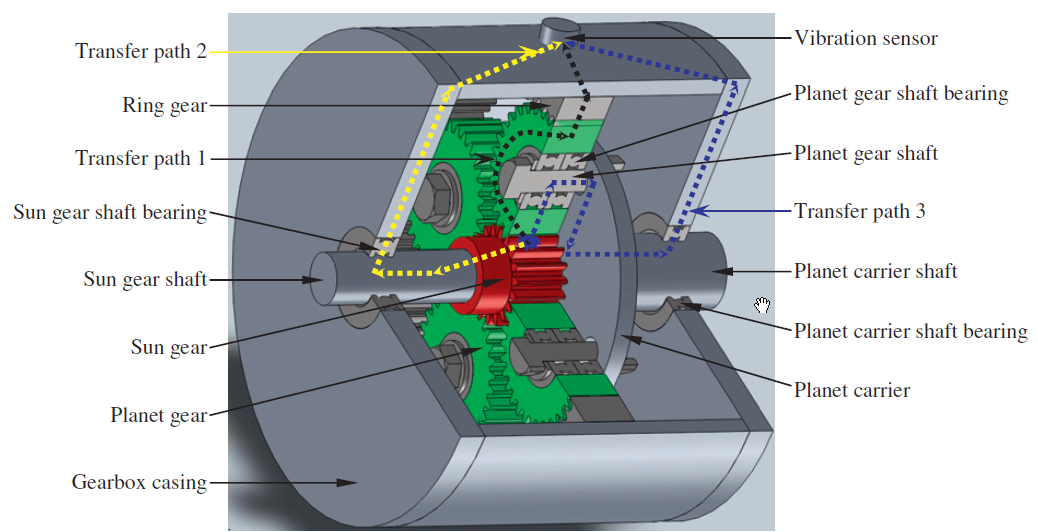 Transfer path 2
Ring gear
Transfer path 1
Sun gear shaft bearing
Sun gear shaft
Sun gear
Planet gear
Gearbox casing
Vibration sensor
Planet gear shaft bearing
Planet gear shaft
Transfer path 3
Planet carrier shaft
Planet carrier shaft bearing
Planet carrier